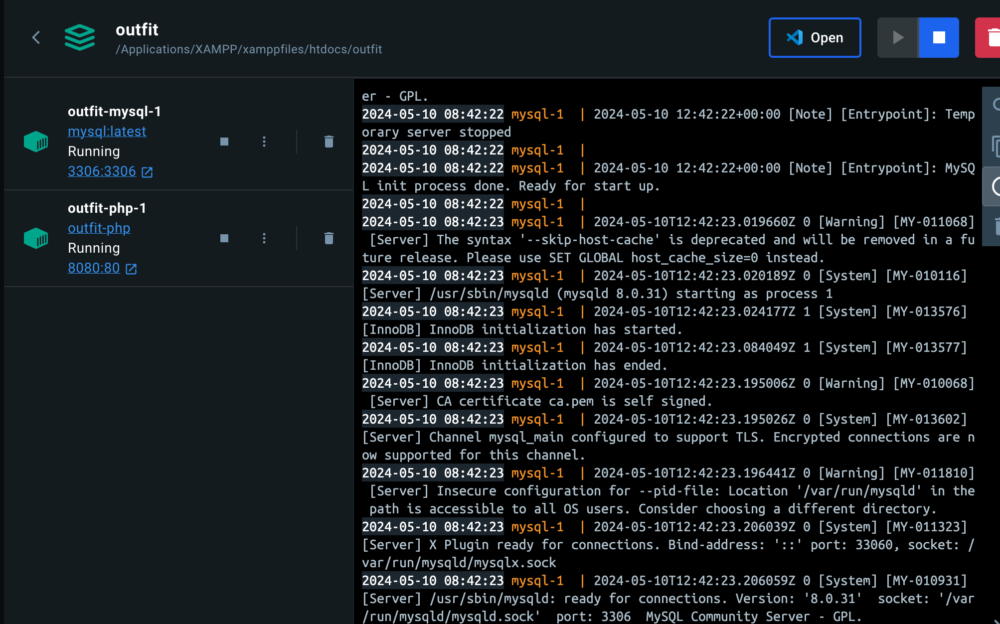 outfit
/Applications/XAMPP/xamppfiles/htdocs/outfit
Open
outfit-mysql-1
mysql:latest
Running
3306:3306
outfit-php-1
outfit-php
Running
8080:80
er - GPL.
2024-05-10 08:42:22 mysql-1  | 2024-05-10 12:42:22+00:00 [Note] [Entrypoint]: Temp
orary server stopped
2024-05-10 08:42:22 mysql-1  |
2024-05-10 08:42:22 mysql-1  | 2024-05-10 12:42:22+00:00 [Note] [Entrypoint]: MySQ
L init process done. Ready for start up.
2024-05-10 08:42:22 mysql-1  |
2024-05-10 08:42:23 mysql-1  | 2024-05-10T12:42:23.019660Z 0 [Warning] [MY-011068]
[Server] The syntax '--skip-host-cache' is deprecated and will be removed in a fu
ture release. Please use SET GLOBAL host_cache_size=0 instead.
2024-05-10 08:42:23 mysql-1  | 2024-05-10T12:42:23.020189Z 0 [System] [MY-010116]
[Server] /usr/sbin/mysqld (mysqld 8.0.31) starting as process 1
2024-05-10 08:42:23 mysql-1  | 2024-05-10T12:42:23.024177Z 1 [System] [MY-013576]
[InnoDB] InnoDB initialization has started.
2024-05-10 08:42:23 mysql-1  | 2024-05-10T12:42:23.084049Z 1 [System] [MY-013577]
[InnoDB] InnoDB initialization has ended.
2024-05-10 08:42:23 mysql-1  | 2024-05-10T12:42:23.195006Z 0 [Warning] [MY-010068]
[Server] CA certificate ca.pem is self signed.
2024-05-10 08:42:23 mysql-1  | 2024-05-10T12:42:23.195026Z 0 [System] [MY-013602]
[Server] Channel mysql_main configured to support TLS. Encrypted connections are n
ow supported for this channel.
2024-05-10 08:42:23 mysql-1  | 2024-05-10T12:42:23.196441Z 0 [Warning] [MY-011810]
[Server] Insecure configuration for --pid-file: Location '/var/run/mysqld' in the
path is accessible to all OS users. Consider choosing a different directory.
2024-05-10 08:42:23 mysql-1  | 2024-05-10T12:42:23.206039Z 0 [System] [MY-011323]
[Server] X Plugin ready for connections. Bind-address: '::' port: 33060, socket: /
var/run/mysqld/mysqlx.sock
2024-05-10 08:42:23 mysql-1  | 2024-05-10T12:42:23.206059Z 0 [System] [MY-010931]
[Server] /usr/sbin/mysqld: ready for connections. Version: '8.0.31'  socket: '/var
/run/mysqld/mysqld.sock'  port: 3306  MySQL Community Server - GPL.